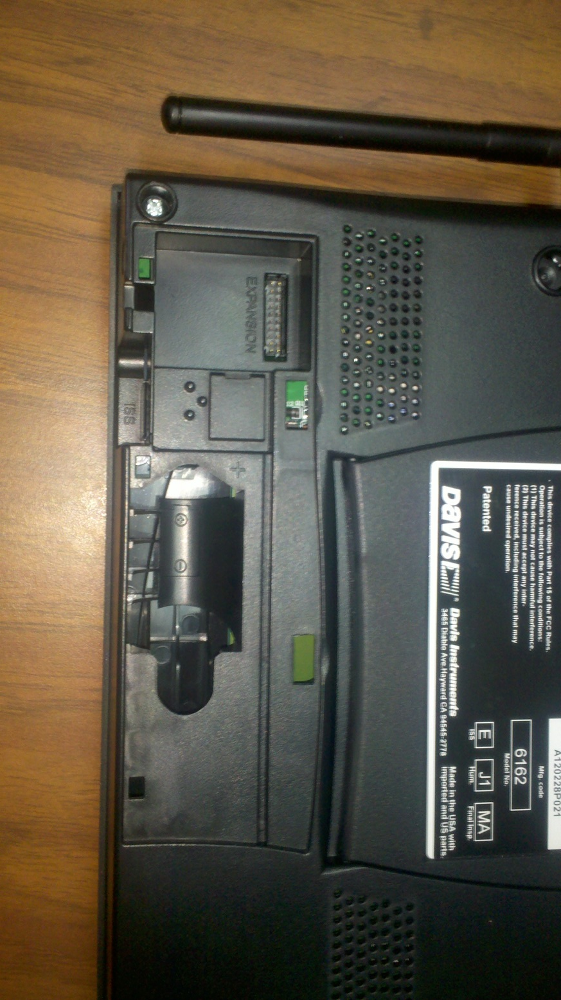 EXPANSION
ISS
+
+
−
DAVIS®
Davis Instruments
3465 Diablo Ave.Hayward CA 94545-2778
Made in the USA with
imported and US parts.
Patented
E
ISS
J1
Hum.
MA
Final Insp.
6162
Model No.
Mfg. code
A120228P021
· This device complies with Part 15 of the FCC Rules.
Operation is subject to the following conditions:
(1) This device may not cause harmful interference.
(2) This device must accept any inter-
ference received, including interference that may
cause undesired operation.